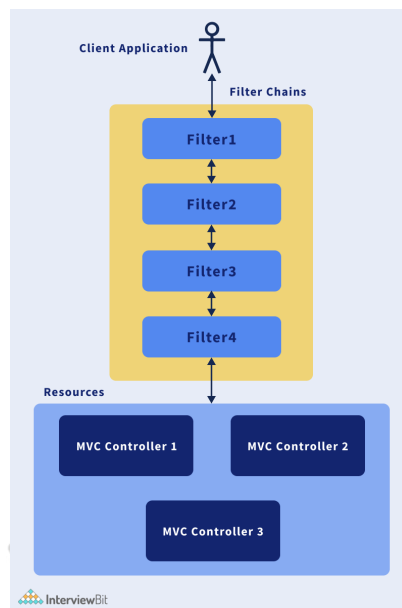 Client Application
Filter Chains
Filter1
Filter2
Filter3
Filter4
Resources
MVC Controller 1
MVC Controller 2
MVC Controller 3
InterviewBit